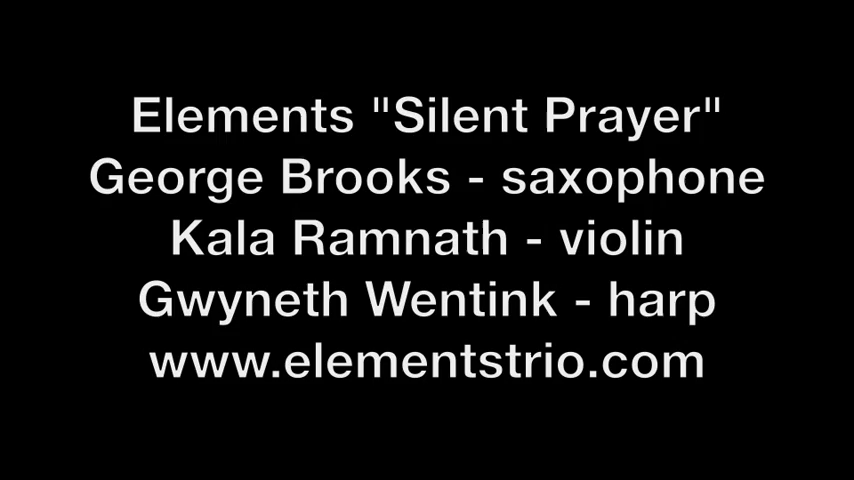 Elements "Silent Prayer"
George Brooks - saxophone
Kala Ramnath - violin
Gwyneth Wentink - harp
www.elementstrio.com